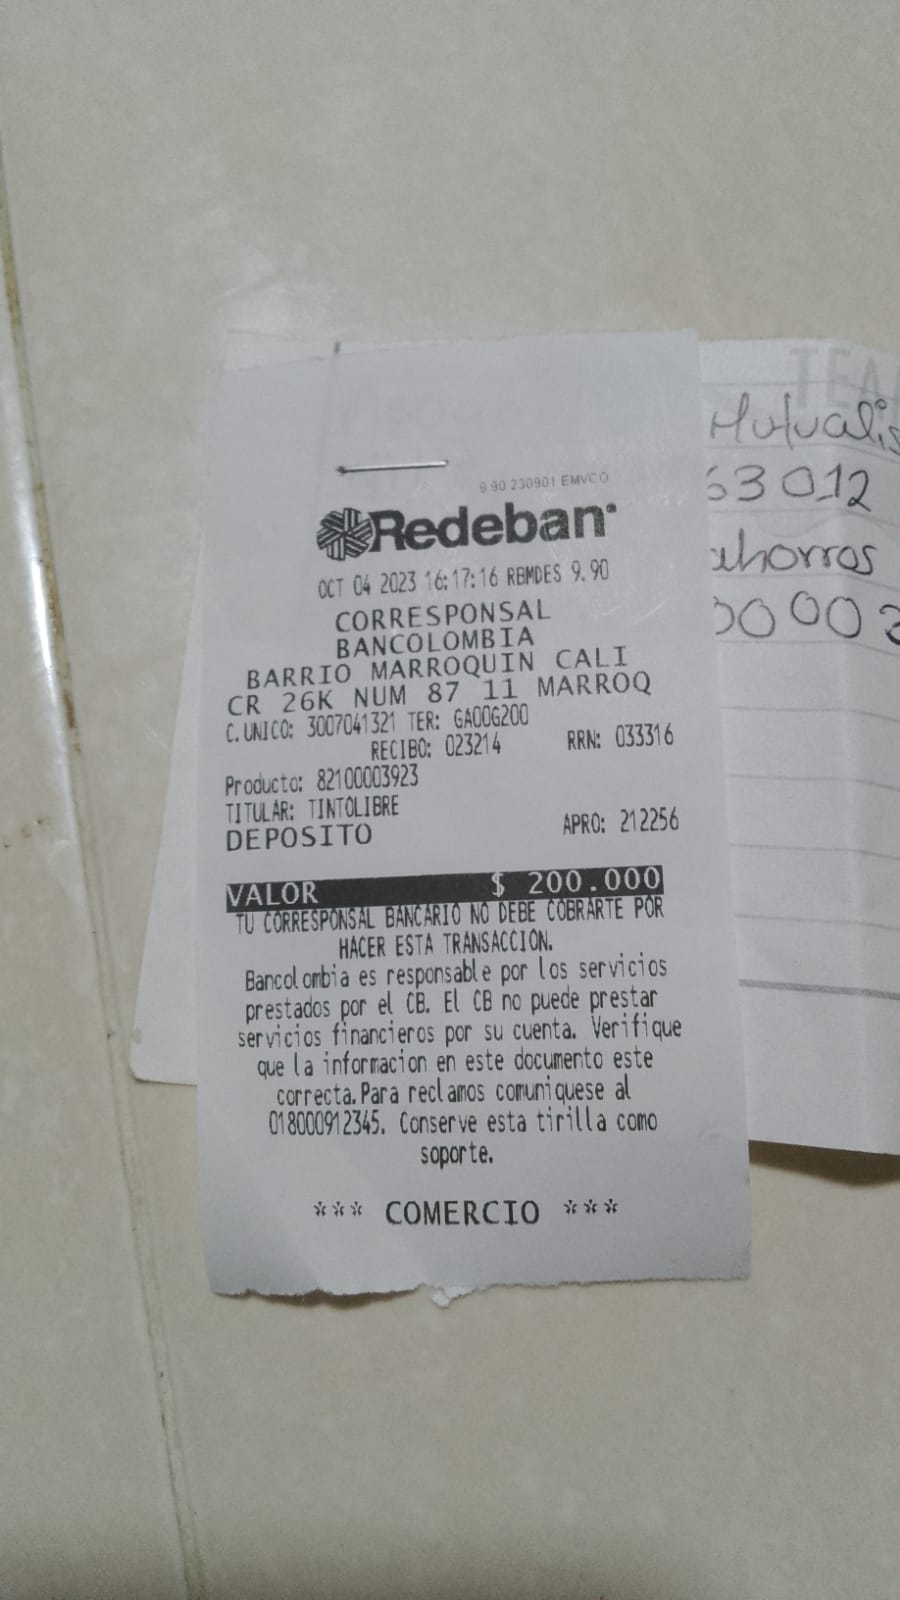 9.90 230901 EMVCO
Redeban
OCT 04 2023 16:17:16 RBMDES 9.90
CORRESPONSAL
BANCOLOMBIA
BARRIO MARROQUIN CALI
CR 26K NUM 87 11 MARROQ
C.UNICO: 3007041321 TER: GA00G200
RECIBO: 023214 RRN: 033316
Producto: 82100003923
TITULAR: TINTOLIBRE
DEPOSITO APRO: 212256
VALOR $ 200.000
TU CORRESPONSAL BANCARIO NO DEBE COBRARTE POR
HACER ESTA TRANSACCION.
Bancolombia es responsable por los servicios
prestados por el CB. El CB no puede prestar
servicios financieros por su cuenta. Verifique
que la informacion en este documento este
correcta.Para reclamos comuniquese al
018000912345. Conserve esta tirilla como
soporte.
*** COMERCIO ***
TEA
Mutualis
63012
ahorros